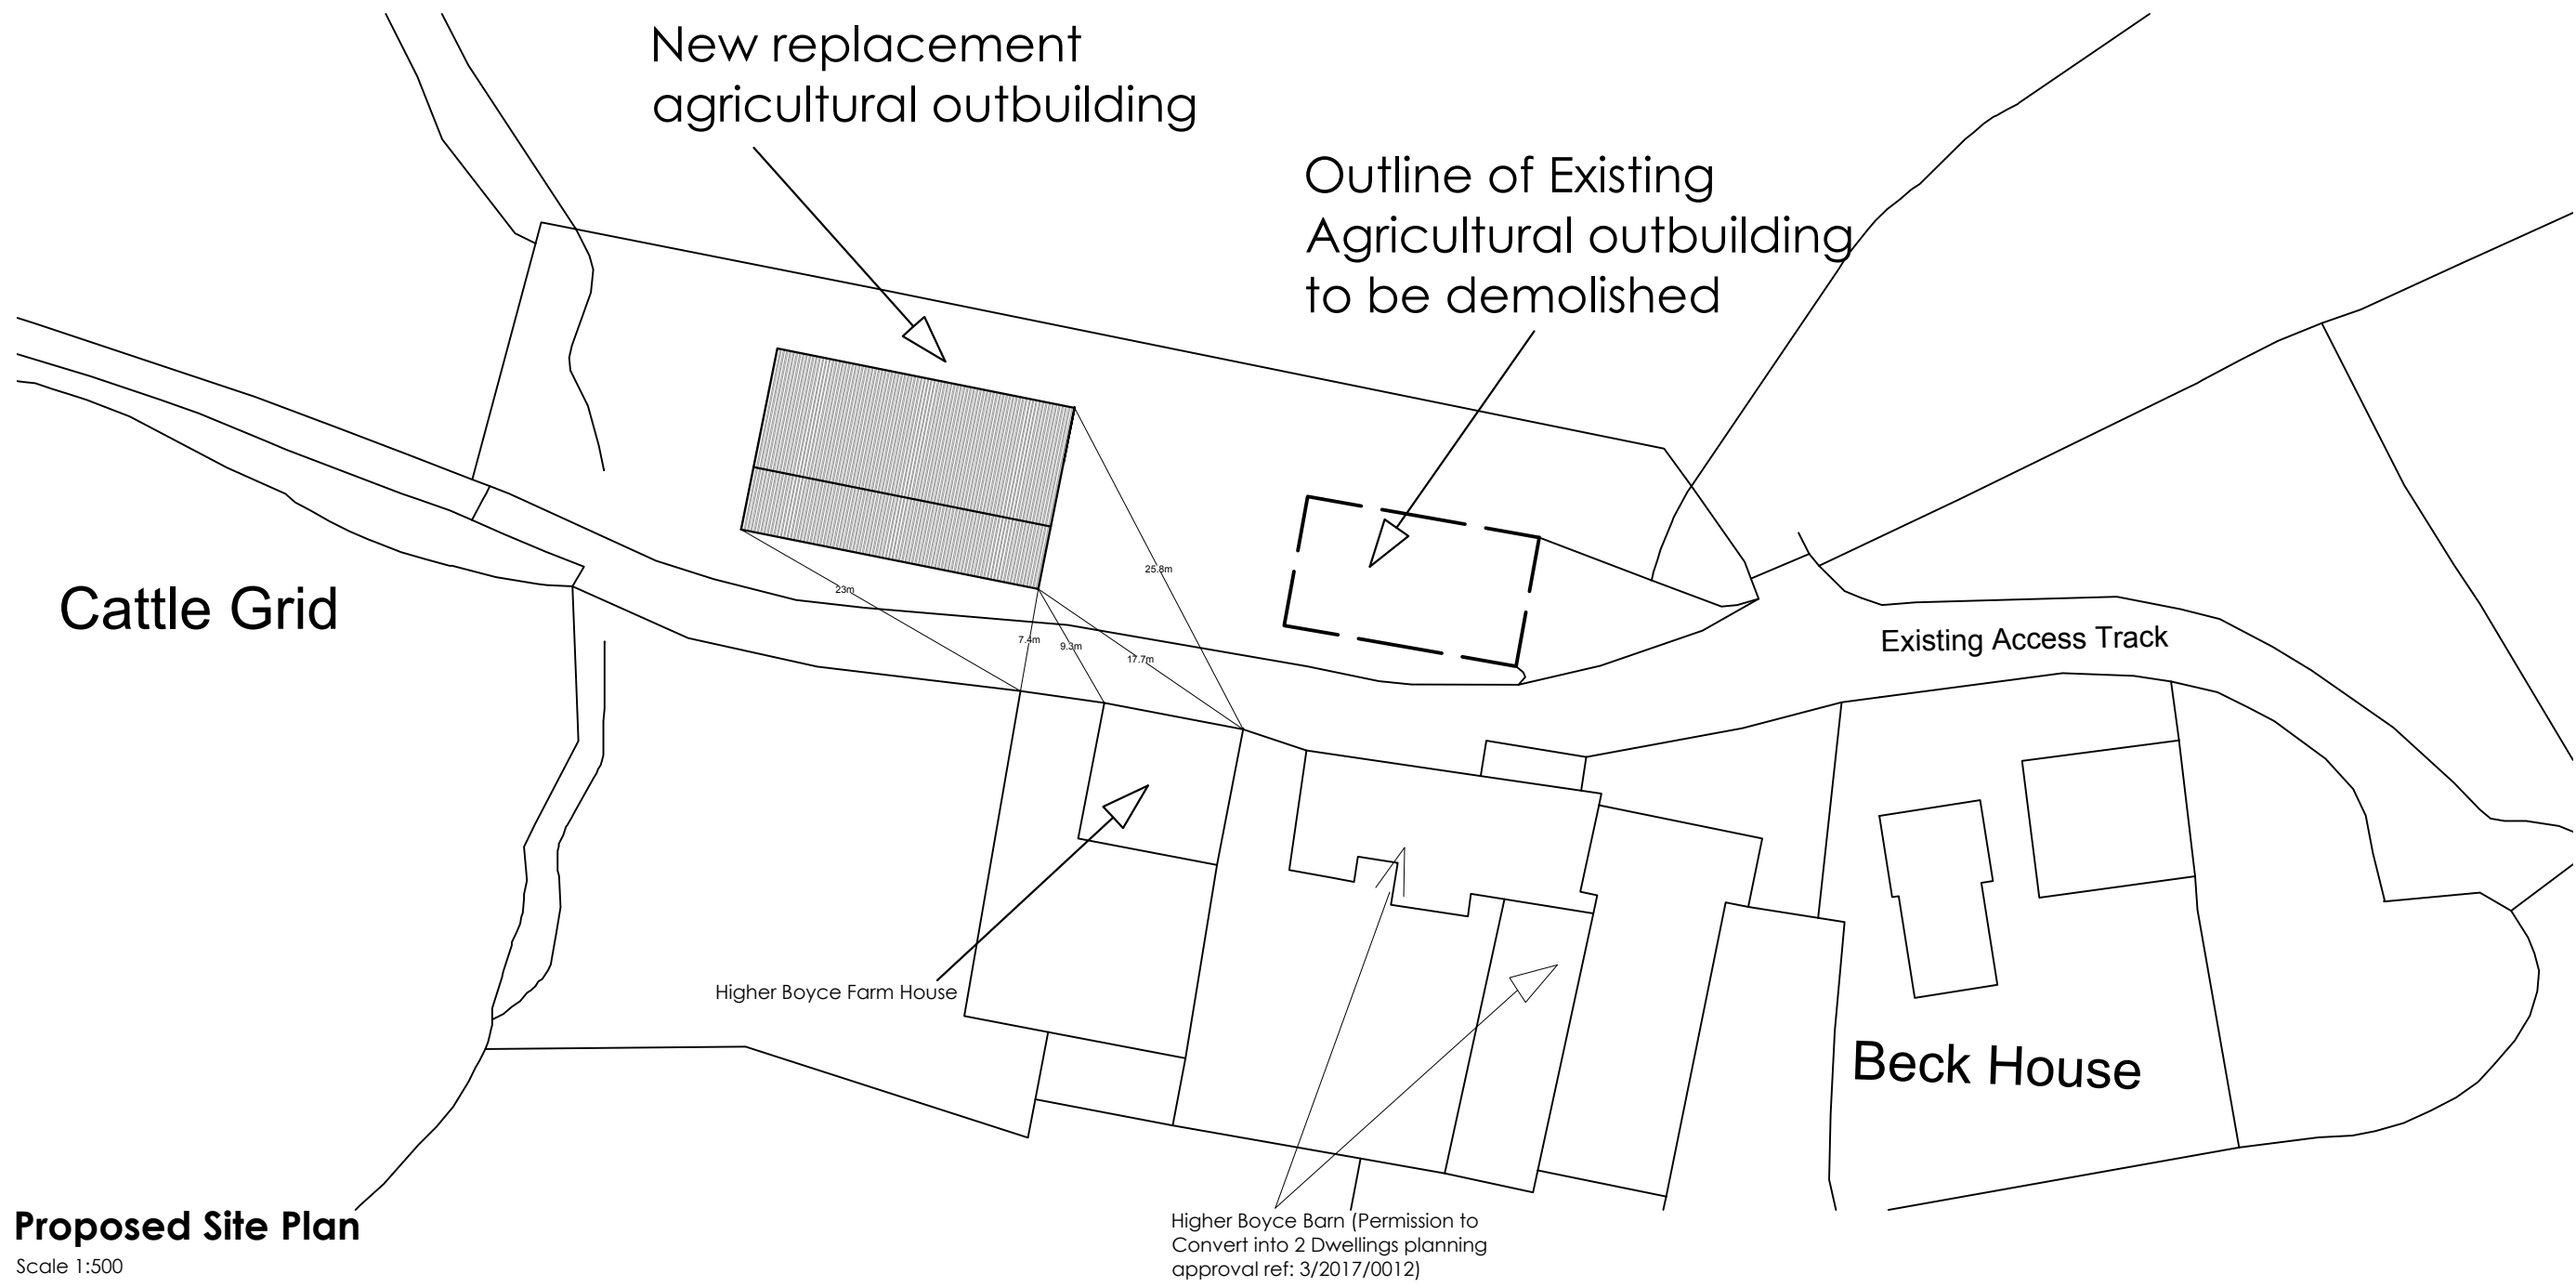 New replacement
agricultural outbuilding
Outline of Existing
Agricultural outbuilding
to be demolished
25.8m
Cattle Grid
23m
7.4m
9.3m
17.7m
Existing Access Track
Higher Boyce Farm House
Beck House
Proposed Site Plan
Scale 1:500
Higher Boyce Barn (Permission to
Convert into 2 Dwellings planning
approval ref: 3/2017/0012)